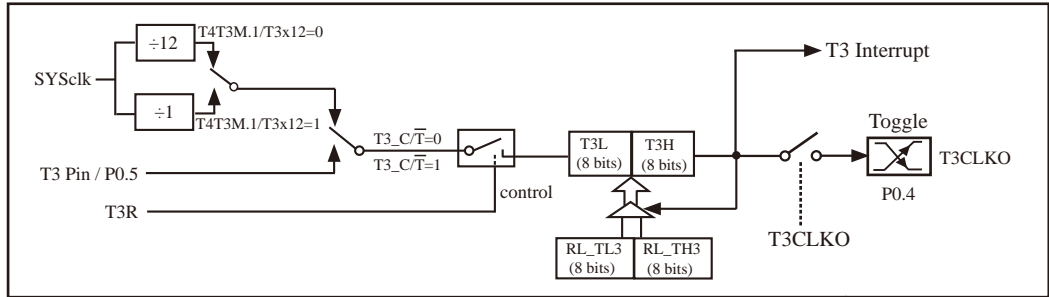 T4T3M.1/T3x12=0
÷12
SYSclk
÷1
T4T3M.1/T3x12=1
T3 Pin / P0.5
T3R
T3_C/T̅=0
T3_C/T̅=1
control
T3L
(8 bits)
T3H
(8 bits)
RL_TL3
(8 bits)
RL_TH3
(8 bits)
T3 Interrupt
Toggle
T3CLKO
P0.4
T3CLKO